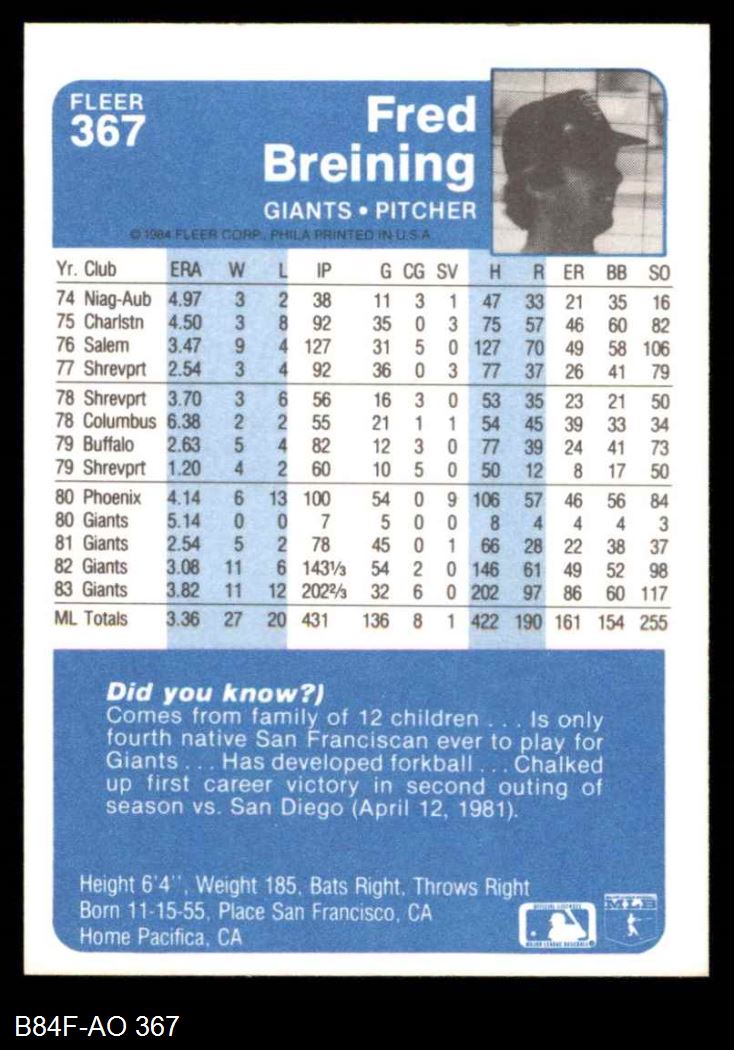 FLEER
367
Fred
Breining
GIANTS • PITCHER
© 1984 FLEER CORP., PHILA PRINTED IN U.S.A.
Yr. Club ERA W L IP G CG SV H R ER BB SO
74 Niag-Aub 4.97 3 2 38 11 3 1 47 33 21 35 16
75 Charlstn 4.50 3 8 92 35 0 3 75 57 46 60 82
76 Salem 3.47 9 4 127 31 5 0 127 70 49 58 106
77 Shrevprt 2.54 3 4 92 36 0 3 77 37 26 41 79
78 Shrevprt 3.70 3 6 56 16 3 0 53 35 23 21 50
78 Columbus 6.38 2 2 55 21 1 1 54 45 39 33 34
79 Buffalo 2.63 5 4 82 12 3 0 77 39 24 41 73
79 Shrevprt 1.20 4 2 60 10 5 0 50 12 8 17 50
80 Phoenix 4.14 6 13 100 54 0 9 106 57 46 56 84
80 Giants 5.14 0 0 7 5 0 0 8 4 4 4 3
81 Giants 2.54 5 2 78 45 0 1 66 28 22 38 37
82 Giants 3.08 11 6 143⅓ 54 2 0 146 61 49 52 98
83 Giants 3.82 11 12 202⅔ 32 6 0 202 97 86 60 117
ML Totals 3.36 27 20 431 136 8 1 422 190 161 154 255
Did you know?)
Comes from family of 12 children . . . Is only
fourth native San Franciscan ever to play for
Giants . . . Has developed forkball . . . Chalked
up first career victory in second outing of
season vs. San Diego (April 12, 1981).
Height 6'4", Weight 185, Bats Right, Throws Right
Born 11-15-55, Place San Francisco, CA
Home Pacifica, CA
OFFICIAL LICENSEE
MAJOR LEAGUE BASEBALL
B84F-AO 367